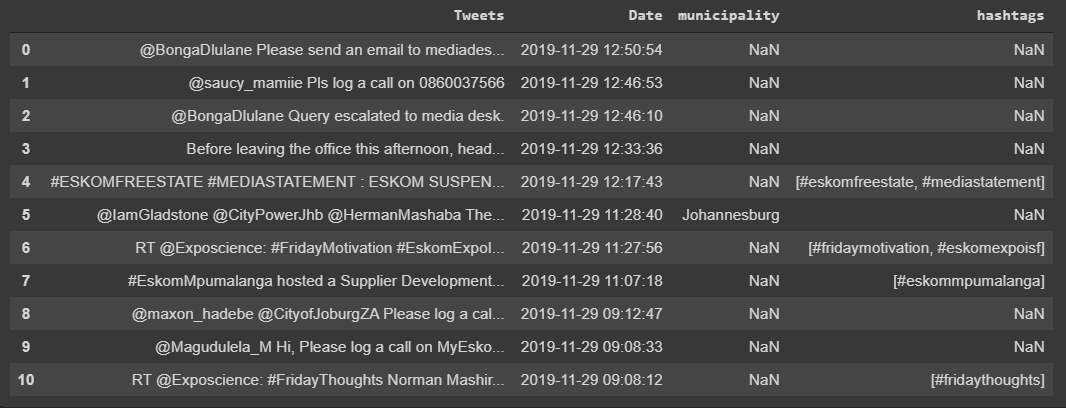 Tweets Date municipality hashtags
0 @BongaDlulane Please send an email to mediades... 2019-11-29 12:50:54 NaN NaN
1 @saucy_mamiie Pls log a call on 0860037566 2019-11-29 12:46:53 NaN NaN
2 @BongaDlulane Query escalated to media desk. 2019-11-29 12:46:10 NaN NaN
3 Before leaving the office this afternoon, head... 2019-11-29 12:33:36 NaN NaN
4 #ESKOMFREESTATE #MEDIASTATEMENT : ESKOM SUSPEN... 2019-11-29 12:17:43 NaN [#eskomfreestate, #mediastatement]
5 @IamGladstone @CityPowerJhb @HermanMashaba The... 2019-11-29 11:28:40 Johannesburg NaN
6 RT @Exposcience: #FridayMotivation #EskomExpoI... 2019-11-29 11:27:56 NaN [#fridaymotivation, #eskomexpoisf]
7 #EskomMpumalanga hosted a Supplier Development... 2019-11-29 11:07:18 NaN [#eskommpumalanga]
8 @maxon_hadebe @CityofJoburgZA Please log a cal... 2019-11-29 09:12:47 NaN NaN
9 @Magudulela_M Hi, Please log a call on MyEsko... 2019-11-29 09:08:33 NaN NaN
10 RT @Exposcience: #FridayThoughts Norman Mashir... 2019-11-29 09:08:12 NaN [#fridaythoughts]